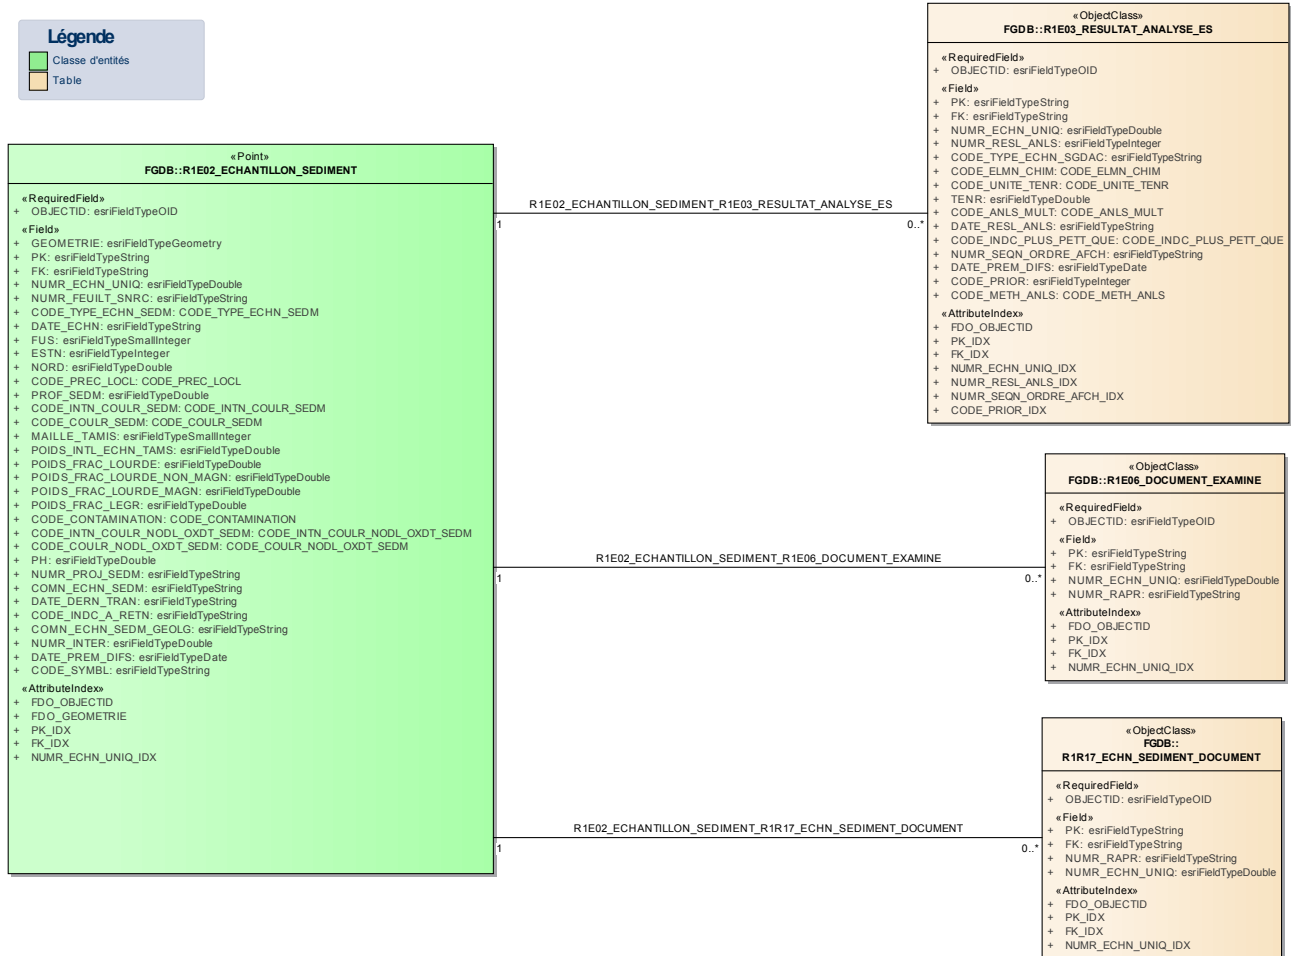 Légende
Classe d'entités
Table
«Point»
FGDB::R1E02_ECHANTILLON_SEDIMENT
«RequiredField»
+ OBJECTID: esriFieldTypeOID
«Field»
+ GEOMETRIE: esriFieldTypeGeometry
+ PK: esriFieldTypeString
+ FK: esriFieldTypeString
+ NUMR_ECHN_UNIQ: esriFieldTypeDouble
+ NUMR_FEUILT_SNRC: esriFieldTypeString
+ CODE_TYPE_ECHN_SEDM: CODE_TYPE_ECHN_SEDM
+ DATE_ECHN: esriFieldTypeString
+ FUS: esriFieldTypeSmallInteger
+ ESTN: esriFieldTypeInteger
+ NORD: esriFieldTypeDouble
+ CODE_PREC_LOCL: CODE_PREC_LOCL
+ PROF_SEDM: esriFieldTypeDouble
+ CODE_INTN_COULR_SEDM: CODE_INTN_COULR_SEDM
+ CODE_COULR_SEDM: CODE_COULR_SEDM
+ MAILLE_TAMIS: esriFieldTypeSmallInteger
+ POIDS_INTL_ECHN_TAMS: esriFieldTypeDouble
+ POIDS_FRAC_LOURDE: esriFieldTypeDouble
+ POIDS_FRAC_LOURDE_NON_MAGN: esriFieldTypeDouble
+ POIDS_FRAC_LOURDE_MAGN: esriFieldTypeDouble
+ POIDS_FRAC_LEGR: esriFieldTypeDouble
+ CODE_CONTAMINATION: CODE_CONTAMINATION
+ CODE_INTN_COULR_NODL_OXDT_SEDM: CODE_INTN_COULR_NODL_OXDT_SEDM
+ CODE_COULR_NODL_OXDT_SEDM: CODE_COULR_NODL_OXDT_SEDM
+ PH: esriFieldTypeDouble
+ NUMR_PROJ_SEDM: esriFieldTypeString
+ COMN_ECHN_SEDM: esriFieldTypeString
+ DATE_DERN_TRAN: esriFieldTypeString
+ CODE_INDC_A_RETN: esriFieldTypeString
+ COMN_ECHN_SEDM_GEOLG: esriFieldTypeString
+ NUMR_INTER: esriFieldTypeDouble
+ DATE_PREM_DIFS: esriFieldTypeDate
+ CODE_SYMBL: esriFieldTypeString
«AttributeIndex»
+ FDO_OBJECTID
+ FDO_GEOMETRIE
+ PK_IDX
+ FK_IDX
+ NUMR_ECHN_UNIQ_IDX
R1E02_ECHANTILLON_SEDIMENT_R1E03_RESULTAT_ANALYSE_ES
1
0..*
«ObjectClass»
FGDB::R1E03_RESULTAT_ANALYSE_ES
«RequiredField»
+ OBJECTID: esriFieldTypeOID
«Field»
+ PK: esriFieldTypeString
+ FK: esriFieldTypeString
+ NUMR_ECHN_UNIQ: esriFieldTypeDouble
+ NUMR_RESL_ANLS: esriFieldTypeInteger
+ CODE_TYPE_ECHN_SGDAC: esriFieldTypeString
+ CODE_ELMN_CHIM: CODE_ELMN_CHIM
+ CODE_UNITE_TENR: CODE_UNITE_TENR
+ TENR: esriFieldTypeDouble
+ CODE_ANLS_MULT: CODE_ANLS_MULT
+ DATE_RESL_ANLS: esriFieldTypeString
+ CODE_INDC_PLUS_PETT_QUE: CODE_INDC_PLUS_PETT_QUE
+ NUMR_SEQN_ORDRE_AFCH: esriFieldTypeString
+ DATE_PREM_DIFS: esriFieldTypeDate
+ CODE_PRIOR: esriFieldTypeInteger
+ CODE_METH_ANLS: CODE_METH_ANLS
«AttributeIndex»
+ FDO_OBJECTID
+ PK_IDX
+ FK_IDX
+ NUMR_ECHN_UNIQ_IDX
+ NUMR_RESL_ANLS_IDX
+ NUMR_SEQN_ORDRE_AFCH_IDX
+ CODE_PRIOR_IDX
R1E02_ECHANTILLON_SEDIMENT_R1E06_DOCUMENT_EXAMINE
1
0..*
«ObjectClass»
FGDB::R1E06_DOCUMENT_EXAMINE
«RequiredField»
+ OBJECTID: esriFieldTypeOID
«Field»
+ PK: esriFieldTypeString
+ FK: esriFieldTypeString
+ NUMR_ECHN_UNIQ: esriFieldTypeDouble
+ NUMR_RAPR: esriFieldTypeString
«AttributeIndex»
+ FDO_OBJECTID
+ PK_IDX
+ FK_IDX
+ NUMR_ECHN_UNIQ_IDX
R1E02_ECHANTILLON_SEDIMENT_R1R17_ECHN_SEDIMENT_DOCUMENT
1
0..*
«ObjectClass»
FGDB::
R1R17_ECHN_SEDIMENT_DOCUMENT
«RequiredField»
+ OBJECTID: esriFieldTypeOID
«Field»
+ PK: esriFieldTypeString
+ FK: esriFieldTypeString
+ NUMR_RAPR: esriFieldTypeString
+ NUMR_ECHN_UNIQ: esriFieldTypeDouble
«AttributeIndex»
+ FDO_OBJECTID
+ PK_IDX
+ FK_IDX
+ NUMR_ECHN_UNIQ_IDX